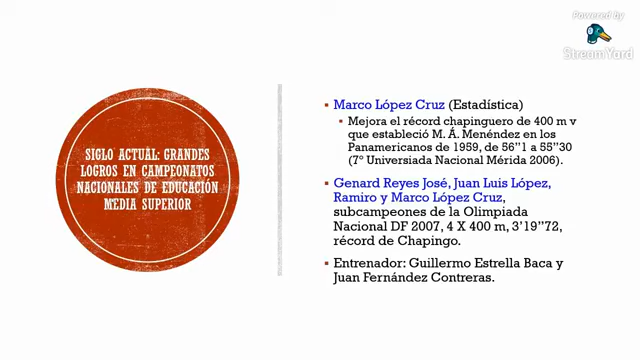 Powered by
StreamYard
SIGLO ACTUAL: GRANDES
LOGROS EN CAMPEONATOS
NACIONALES DE EDUCACIÓN
MEDIA SUPERIOR
Marco López Cruz (Estadística)
Mejora el récord chapinguero de 400 m v
que estableció M. Á. Menéndez en los
Panamericanos de 1959, de 56"1 a 55"30
(7° Universiada Nacional Mérida 2006).
Genard Reyes José, Juan Luis López,
Ramiro y Marco López Cruz,
subcampeones de la Olimpiada
Nacional DF 2007, 4 X 400 m, 3'19"72,
récord de Chapingo.
Entrenador: Guillermo Estrella Baca y
Juan Fernández Contreras.